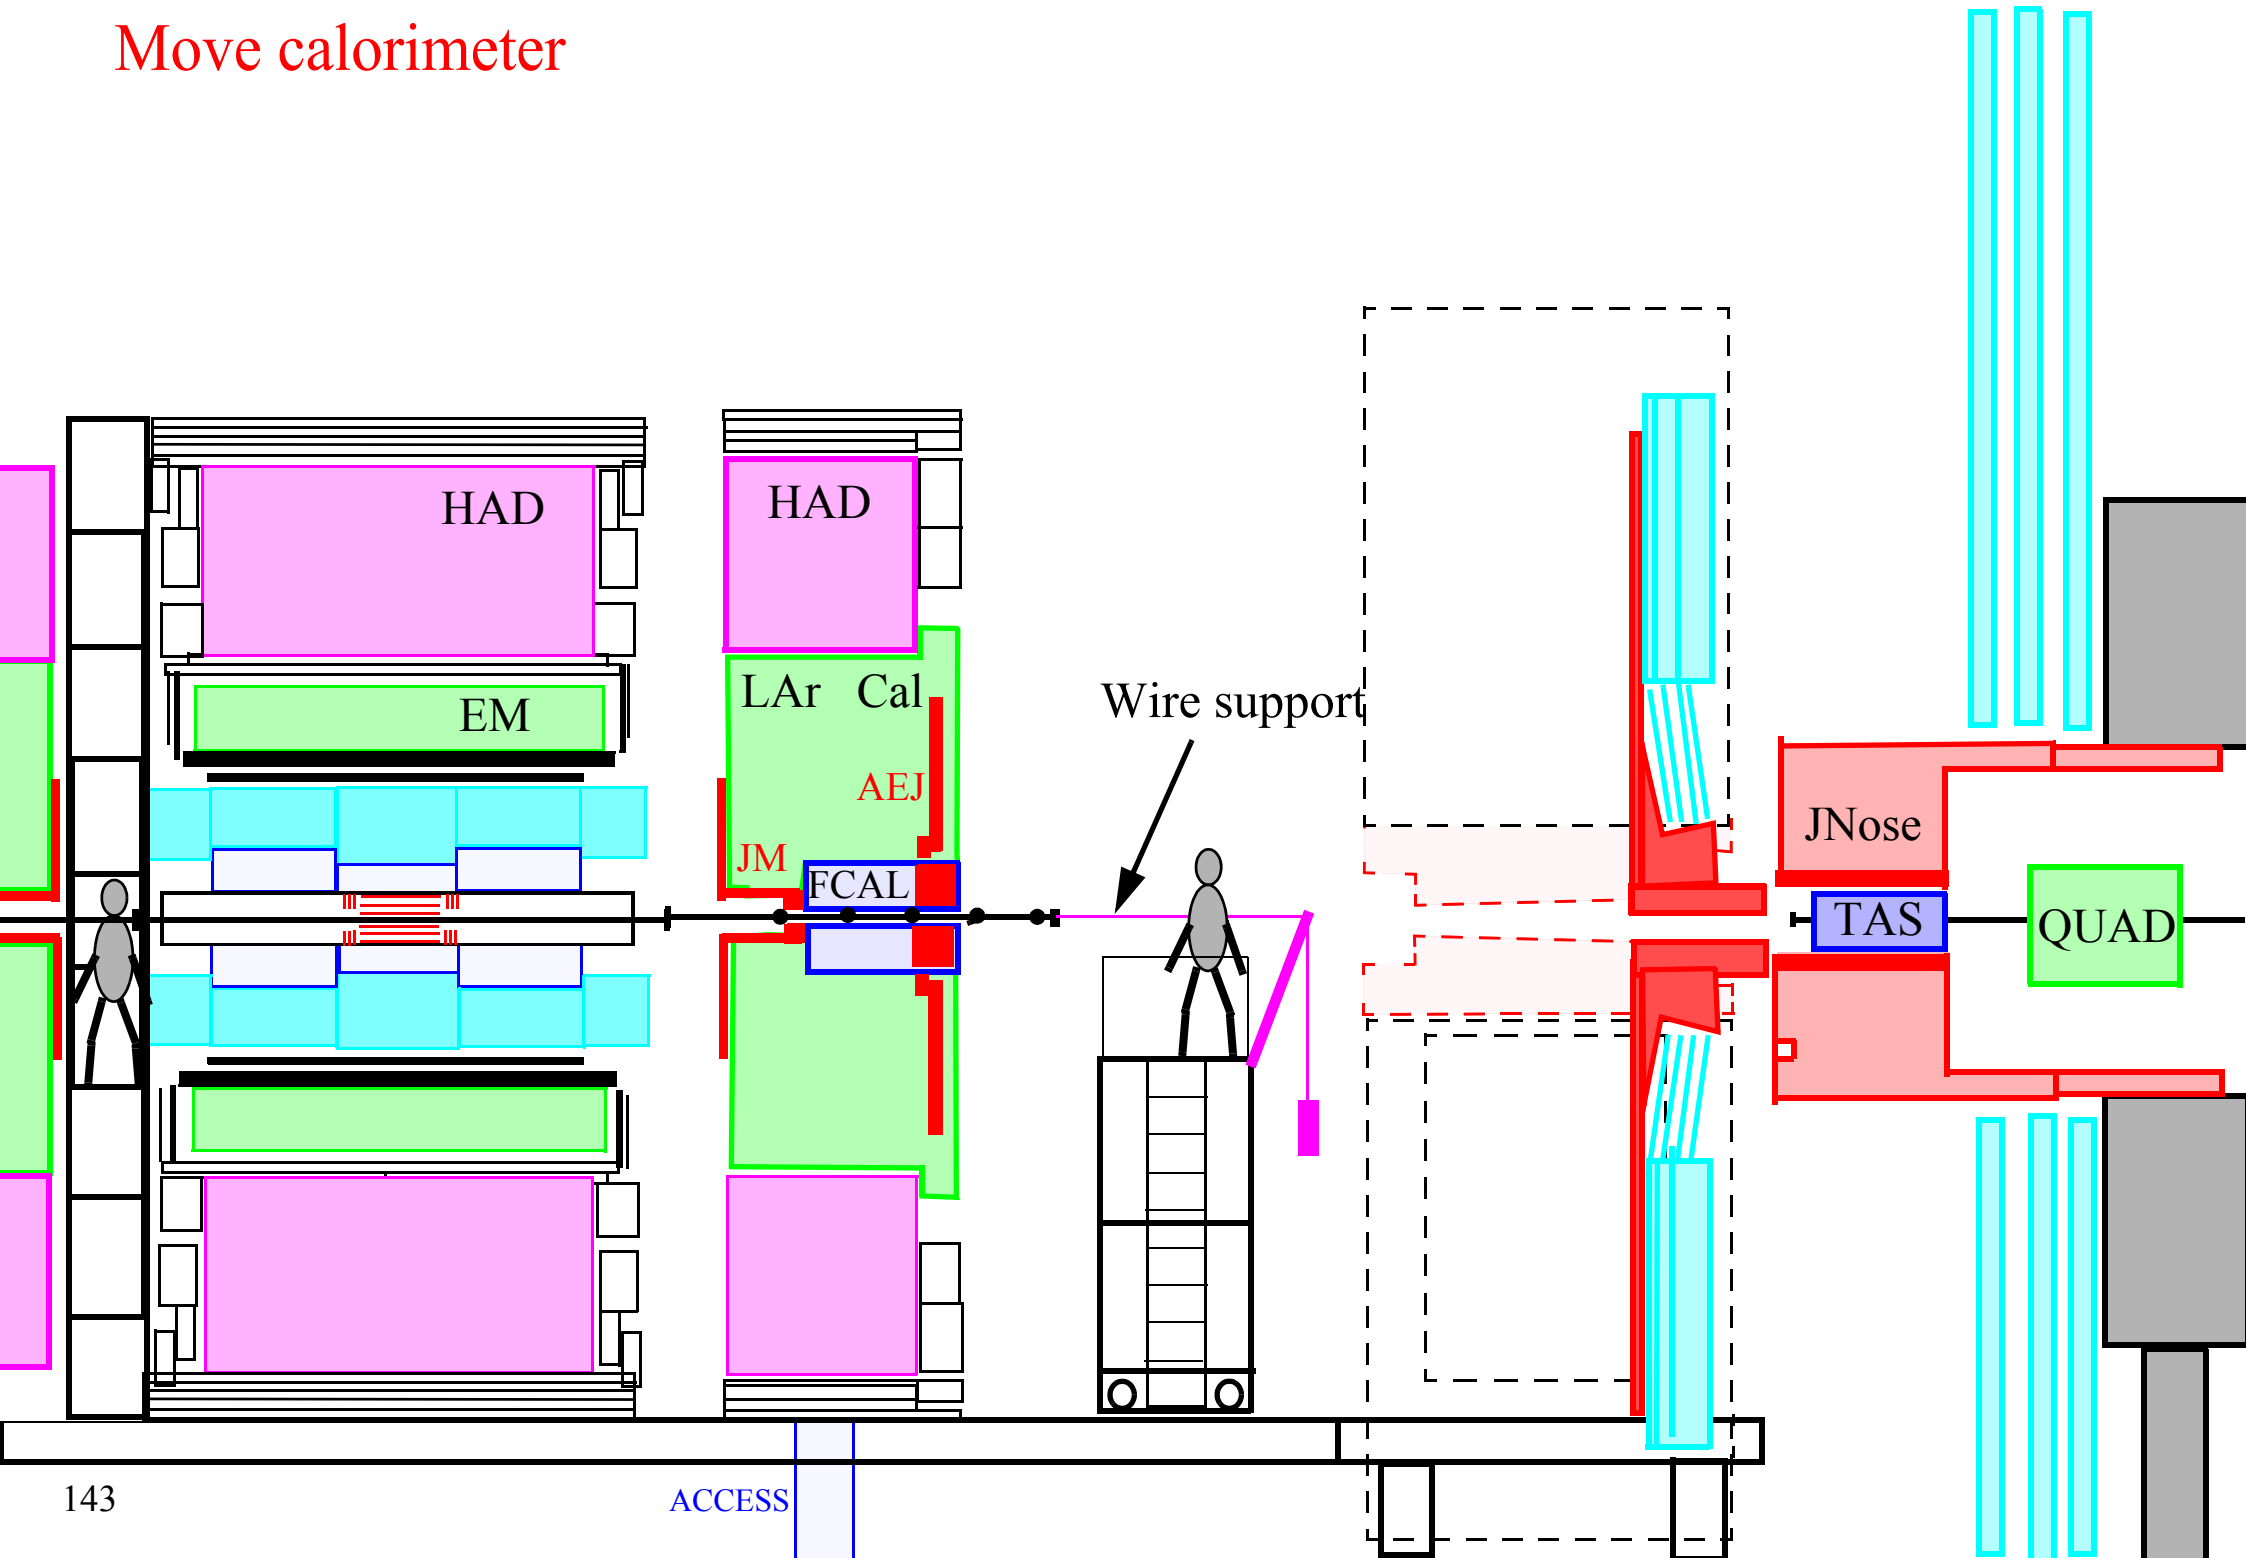 Move calorimeter
HAD
HAD
LAr Cal
EM
Wire support
AEJ
JM
FCAL
JNose
TAS
QUAD
143
ACCESS